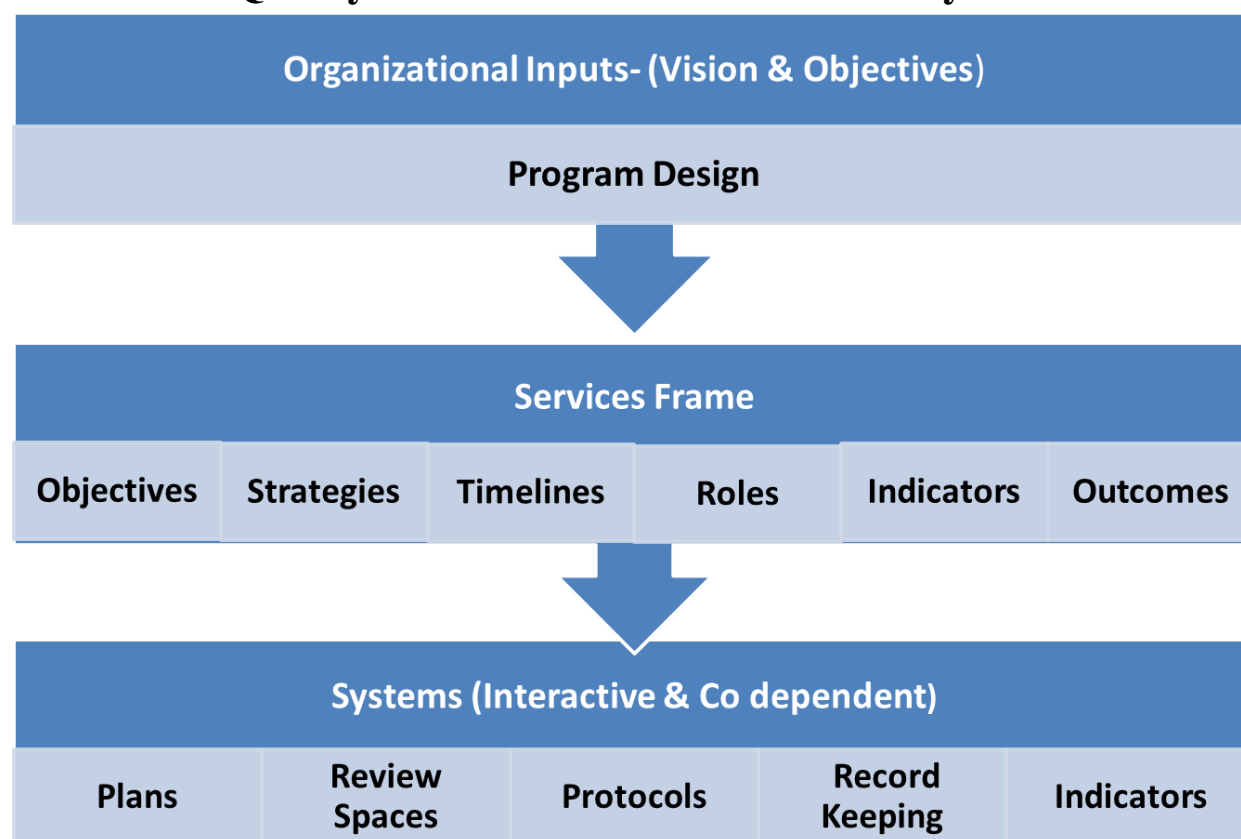 Organizational Inputs- (Vision & Objectives)
Program Design
Services Frame
Objectives Strategies Timelines Roles Indicators Outcomes
Systems (Interactive & Co dependent)
Plans Review Spaces Protocols Record Keeping Indicators